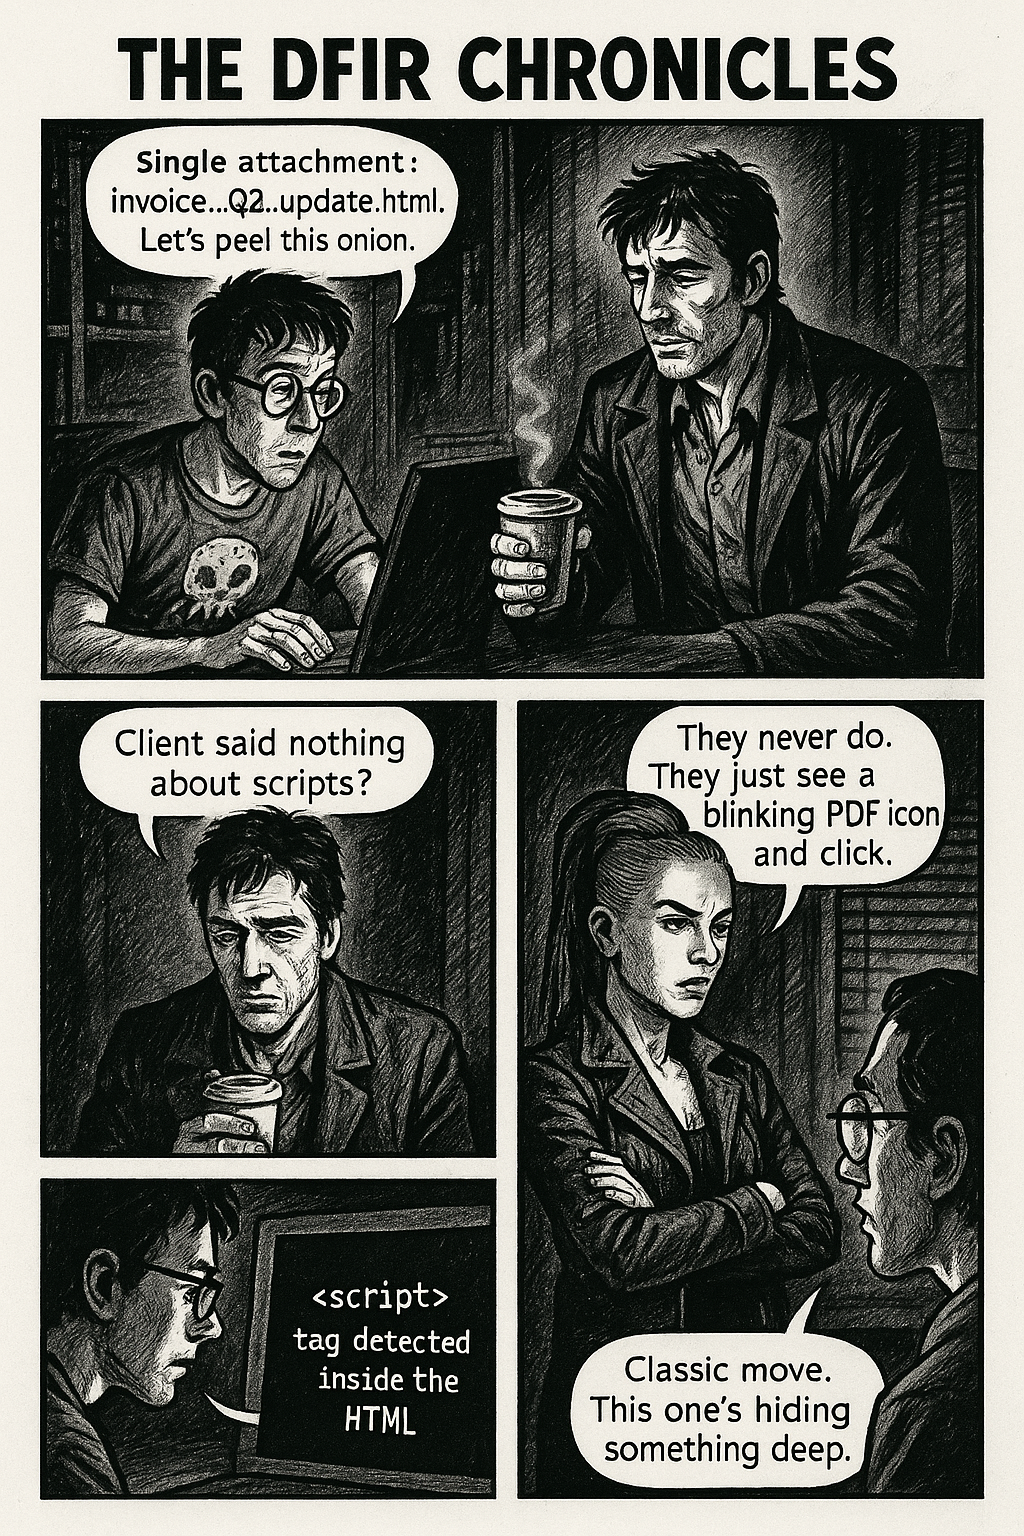 THE DFIR CHRONICLES
Single attachment:
invoice...Q2..update.html.
Let's peel this onion.
Client said nothing
about scripts?
They never do.
They just see a
blinking PDF icon
and click.
<script>
tag detected
inside the
HTML
Classic move.
This one's hiding
something deep.